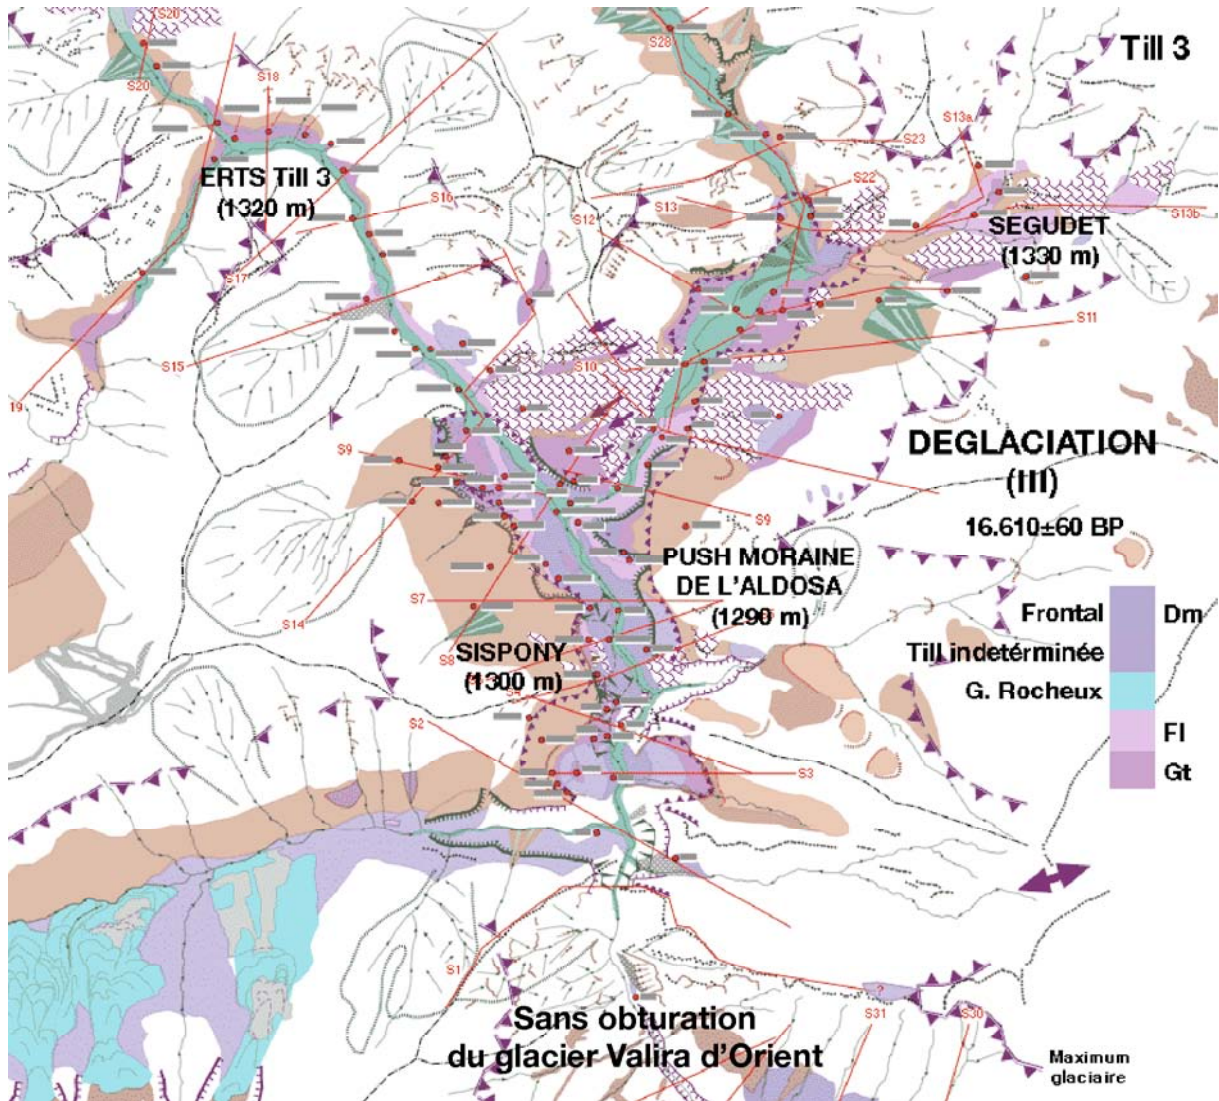 S20
S28
Till 3
S20
S18
S13a
S23
ERTS Till 3
(1320 m)
S22
S16
S12
S13
S13b
SEGUDET
(1330 m)
S17
S11
S15
S10
19
S9
DEGLACIATION
(III)
S9
16.610±60 BP
PUSH MORAINE
DE L'ALDOSA
(1290 m)
S7
S14
Frontal
Dm
Till indetérminée
SISPONY
(1300 m)
S8
G. Rocheux
S2
Fl
S3
Gt
S1
?
Sans obturation
du glacier Valira d'Orient
S31
S30
Maximum
glaciaire